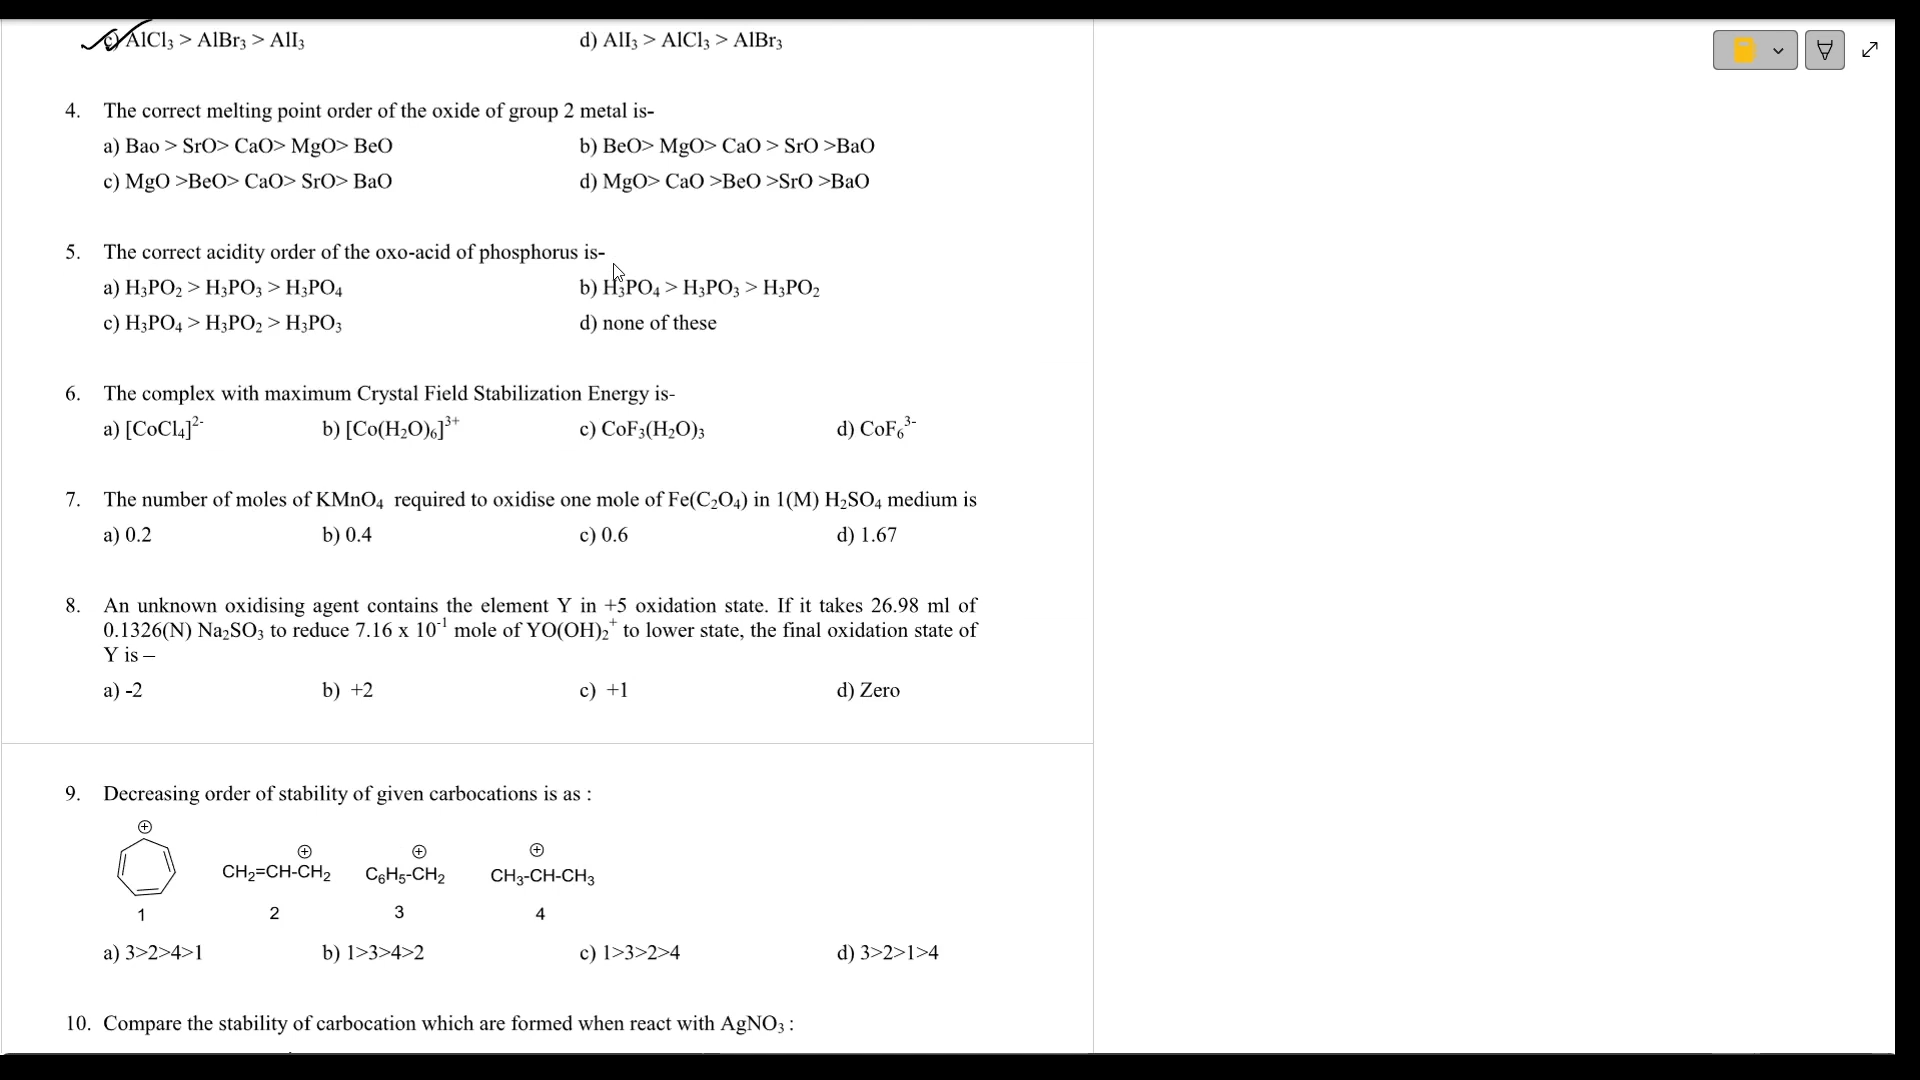 c) AlCl₃ > AlBr₃ > AlI₃ d) AlI₃ > AlCl₃ > AlBr₃
4. The correct melting point order of the oxide of group 2 metal is-
a) Bao > SrO> CaO> MgO> BeO b) BeO> MgO> CaO > SrO >BaO
c) MgO >BeO> CaO> SrO> BaO d) MgO> CaO >BeO >SrO >BaO
5. The correct acidity order of the oxo-acid of phosphorus is-
a) H₃PO₂ > H₃PO₃ > H₃PO₄ b) H₃PO₄ > H₃PO₃ > H₃PO₂
c) H₃PO₄ > H₃PO₂ > H₃PO₃ d) none of these
6. The complex with maximum Crystal Field Stabilization Energy is-
a) [CoCl₄]²⁻ b) [Co(H₂O)₆]³⁺ c) CoF₃(H₂O)₃ d) CoF₆³⁻
7. The number of moles of KMnO₄ required to oxidise one mole of Fe(C₂O₄) in 1(M) H₂SO₄ medium is
a) 0.2 b) 0.4 c) 0.6 d) 1.67
8. An unknown oxidising agent contains the element Y in +5 oxidation state. If it takes 26.98 ml of
0.1326(N) Na₂SO₃ to reduce 7.16 x 10⁻¹ mole of YO(OH)₂⁺ to lower state, the final oxidation state of
Y is –
a) -2 b) +2 c) +1 d) Zero
9. Decreasing order of stability of given carbocations is as :
⊕ ⊕ ⊕ ⊕
CH₂=CH-CH₂ C₆H₅-CH₂ CH₃-CH-CH₃
1 2 3 4
a) 3>2>4>1 b) 1>3>4>2 c) 1>3>2>4 d) 3>2>1>4
10. Compare the stability of carbocation which are formed when react with AgNO₃ :